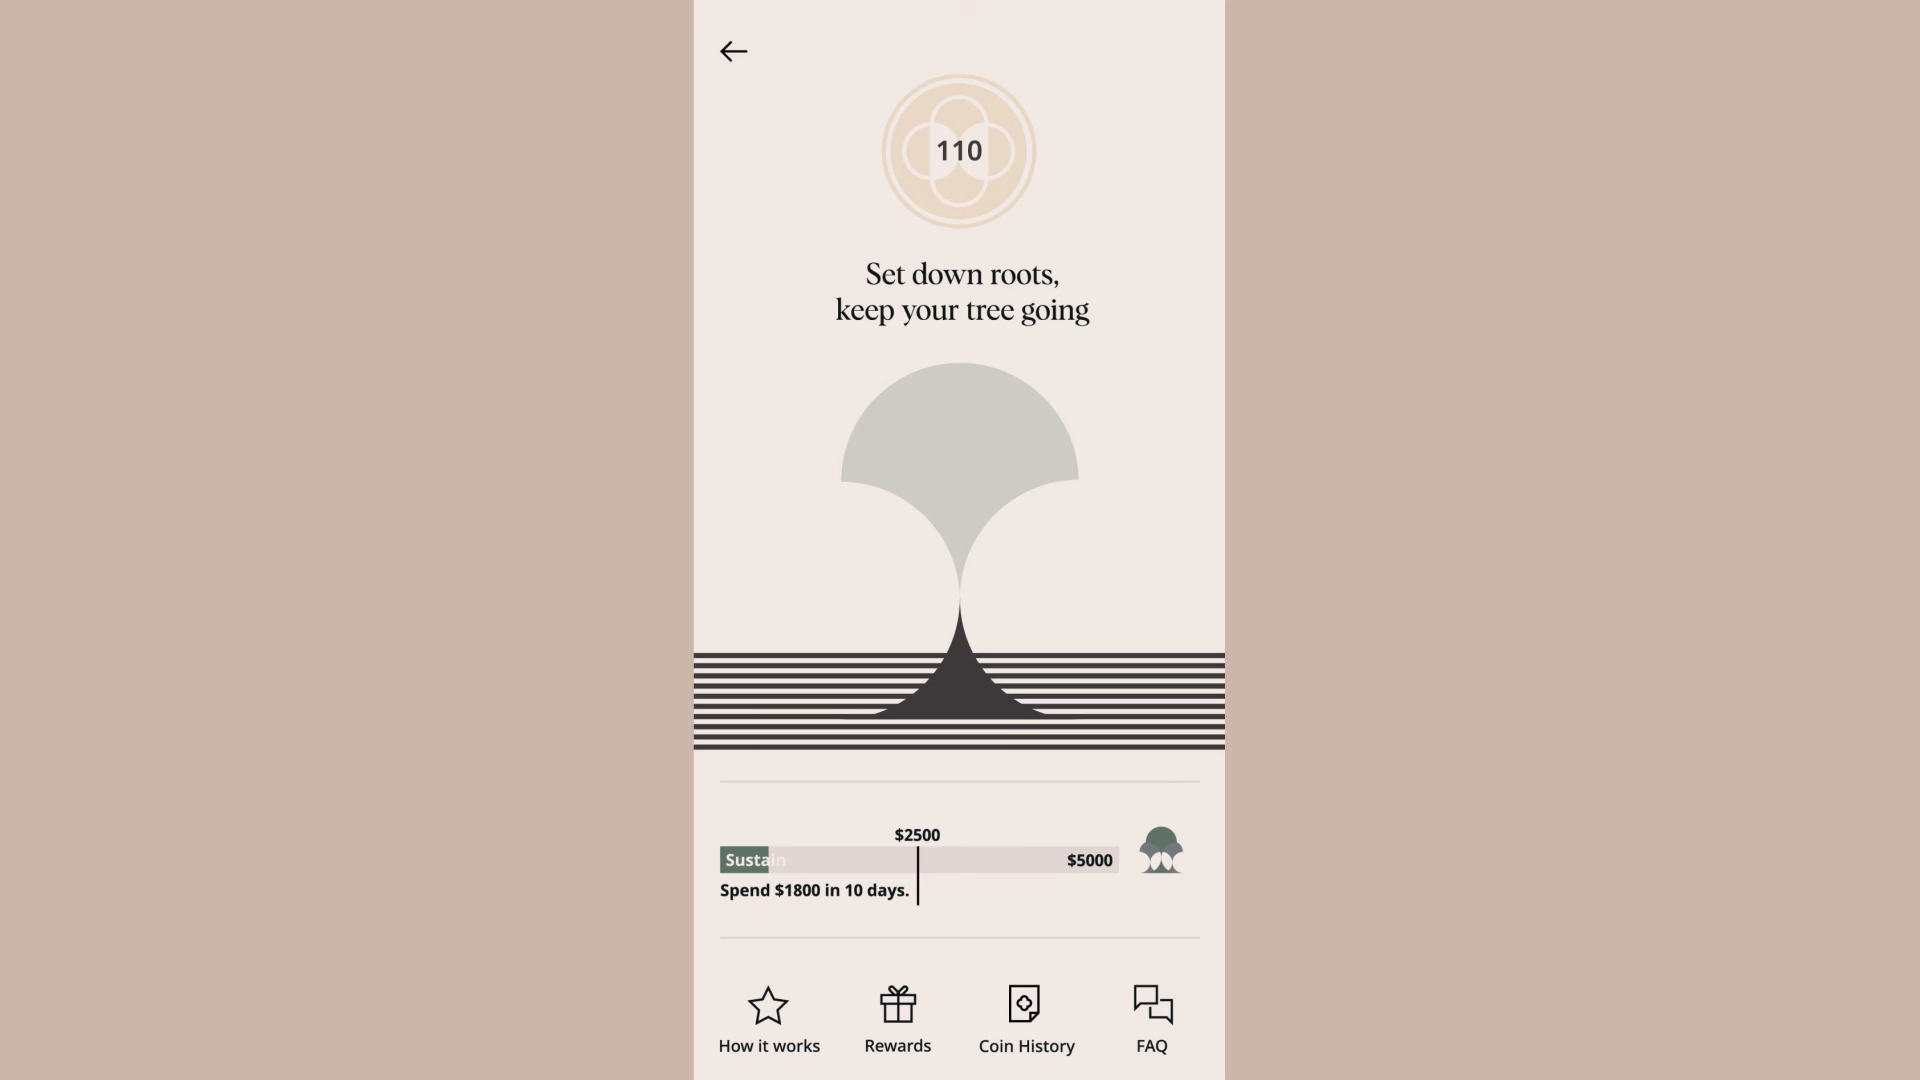 110
Set down roots,
keep your tree going
$2500
Sustain
$5000
Spend $1800 in 10 days.
How it works
Rewards
Coin History
FAQ